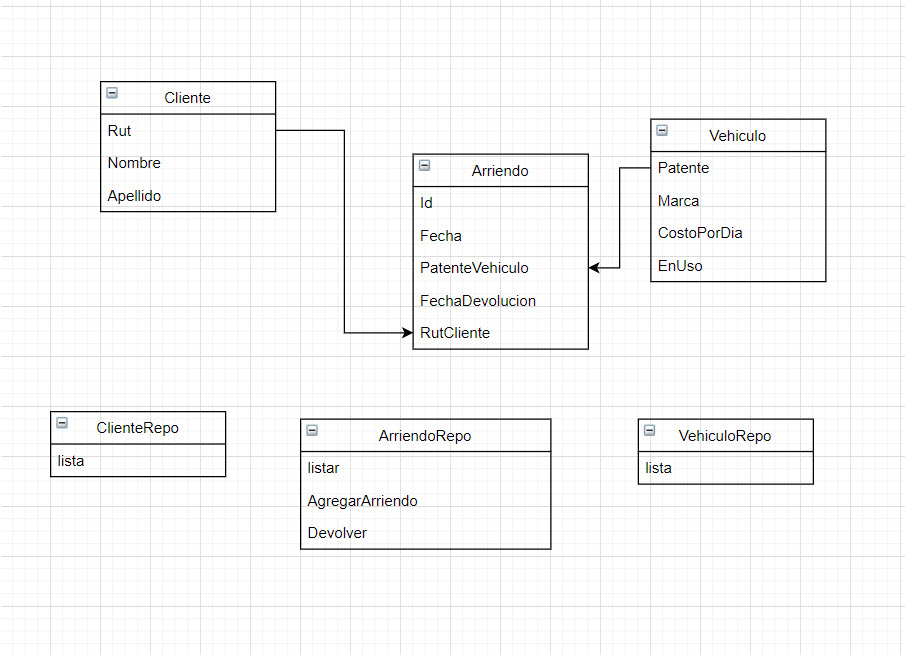 Cliente
Rut
Nombre
Apellido
Arriendo
Id
Fecha
PatenteVehiculo
FechaDevolucion
RutCliente
Vehiculo
Patente
Marca
CostoPorDia
EnUso
ClienteRepo
lista
ArriendoRepo
listar
AgregarArriendo
Devolver
VehiculoRepo
lista